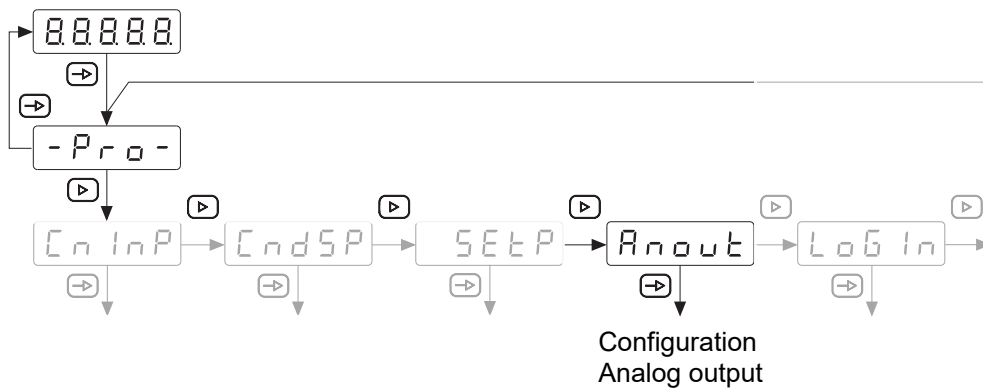 8.8.8.8.8.
-Pro-
CnInP CndSP SEtP Anout LoGIn
Configuration
Analog output